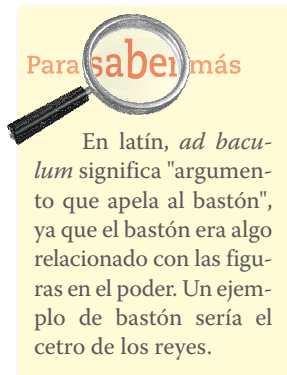 Para saber más
En latín, ad bacu-
lum significa "argumen-
to que apela al bastón",
ya que el bastón era algo
relacionado con las figu-
ras en el poder. Un ejem-
plo de bastón sería el
cetro de los reyes.